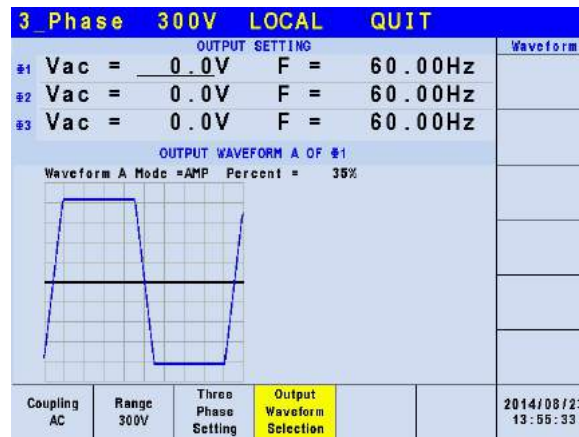 3_Phase 300V LOCAL QUIT
OUTPUT SETTING
Waveform
Φ1 Vac = 0.0V F = 60.00Hz
Φ2 Vac = 0.0V F = 60.00Hz
Φ3 Vac = 0.0V F = 60.00Hz
OUTPUT WAVEFORM A OF Φ1
Waveform A Mode =AMP Percent = 35%
Coupling
AC
Range
300V
Three
Phase
Setting
Output
Waveform
Selection
13:55:33